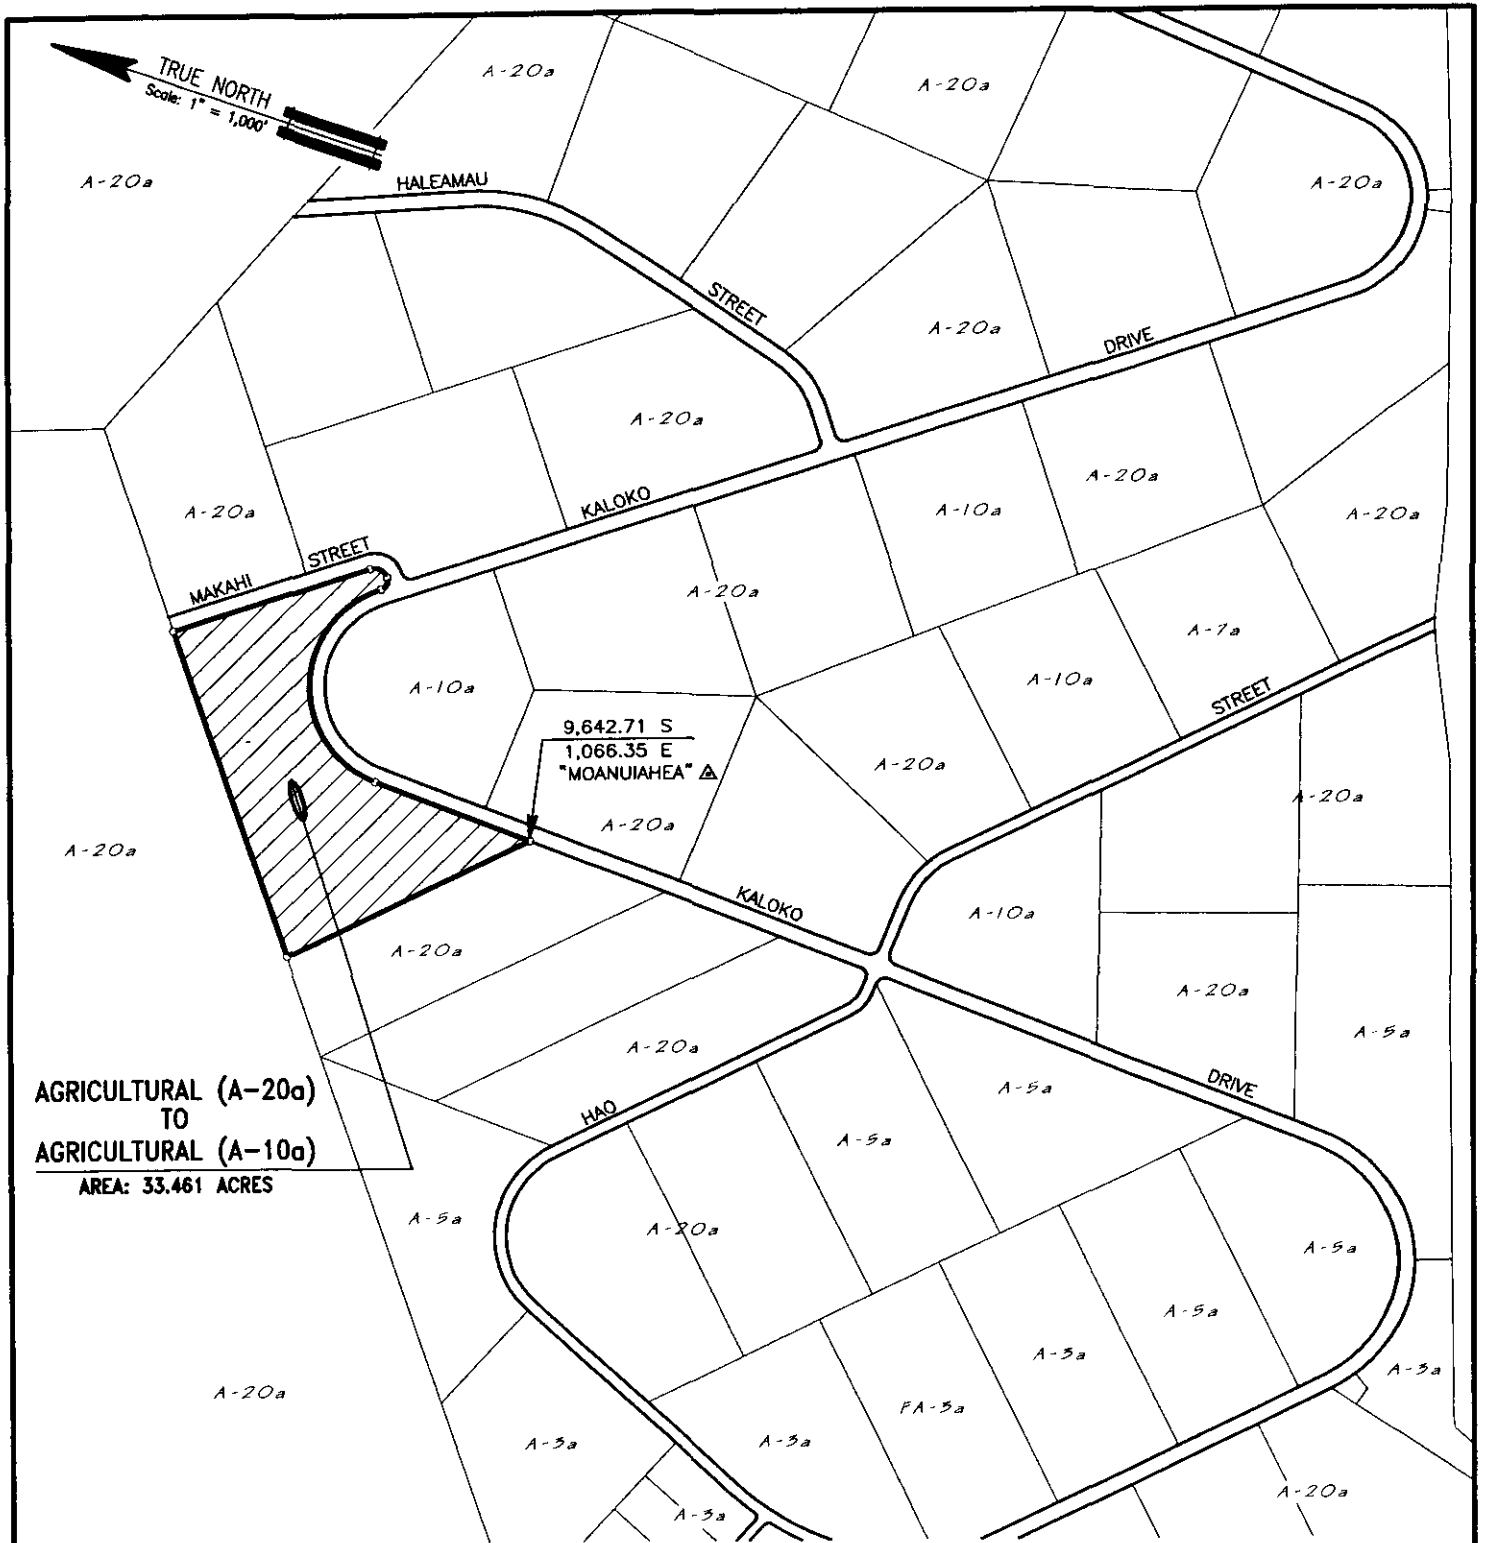 TRUE NORTH
Scale: 1" = 1,000'
A-20a
A-20a
A-20a
HALEAMAU
A-20a
STREET
A-20a
DRIVE
A-20a
A-20a
KALOKO
A-20a
A-10a
A-20a
A-20a
MAKAHI STREET
A-20a
A-10a
A-7a
A-10a
STREET
9,642.71 S
1,066.35 E
"MOANUIAHEA"
A-20a
A-20a
A-20a
A-20a
KALOKO
A-10a
A-20a
A-20a
A-5a
A-20a
DRIVE
A-5a
HAO
A-5a
AGRICULTURAL (A-20a)
TO
AGRICULTURAL (A-10a)
AREA: 33.461 ACRES
A-5a
A-20a
A-5a
A-5a
A-3a
A-3a
A-20a
FA-3a
A-3a
A-3a
A-20a
A-3a